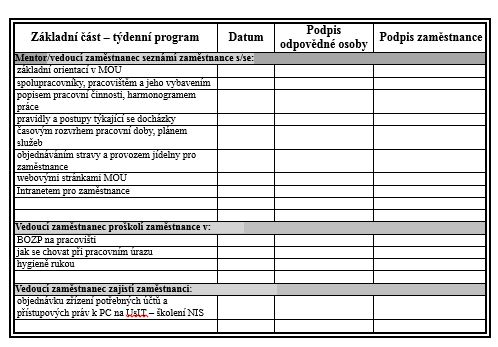 Základní část – týdenní program
Datum
Podpis
odpovědné osoby
Podpis zaměstnance
Mentor/vedoucí zaměstnanec seznámí zaměstnance s/se:
základní orientací v MOÚ
spolupracovníky, pracovištěm a jeho vybavením
popisem pracovní činnosti, harmonogramem
práce
pravidly a postupy týkající se docházky
časovým rozvrhem pracovní doby, plánem
služeb
objednáváním stravy a provozem jídelny pro
zaměstnance
webovými stránkami MOÚ
Intranetem pro zaměstnance
Vedoucí zaměstnanec proškolí zaměstnance v:
BOZP na pracovišti
jak se chovat při pracovním úrazu
hygieně rukou
Vedoucí zaměstnanec zajistí zaměstnanci:
objednávku zřízení potřebných účtů a
přístupových práv k PC na UsIT – školení NIS